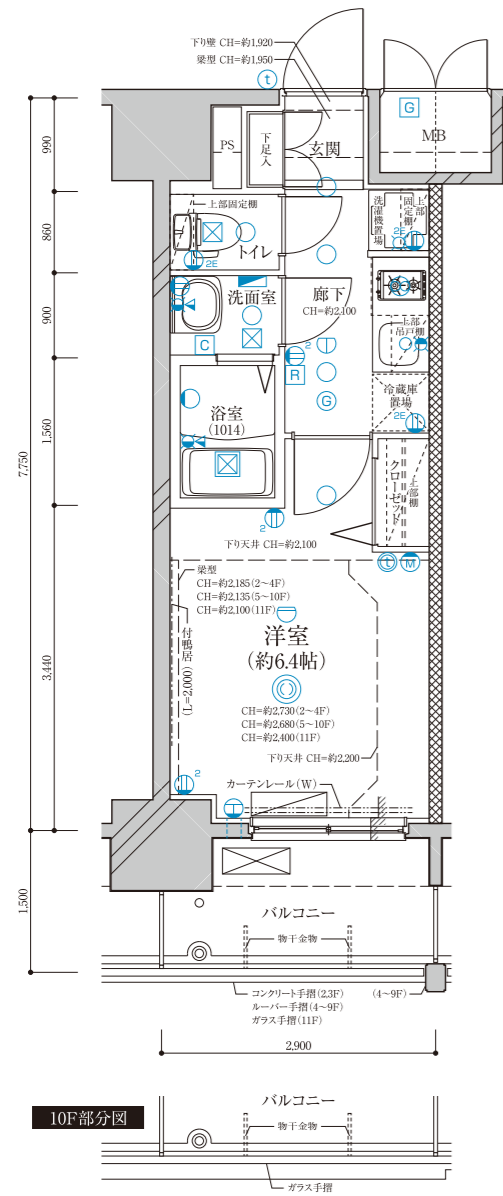 下り壁 CH=約1,920
梁型 CH=約1,950
t
G
MB
PS
下足入
玄関
990
上部固定棚
洗濯機置場
固定棚
上部
2E
860
トイレ
2E
洗面室
廊下
CH=約2,100
900
上部
吊戸棚
C
2
R
冷蔵庫
置場
G
2E
浴室
(1014)
1,560
7,750
クローゼット
上部棚
2
下り天井 CH=約2,100
t
M
梁型
CH=約2,185(2〜4F)
CH=約2,135(5〜10F)
CH=約2,100(11F)
付鴨居
(L=2,000)
洋室
(約6.4帖)
3,440
CH=約2,730(2〜4F)
CH=約2,680(5〜10F)
CH=約2,400(11F)
下り天井 CH=約2,200
2
カーテンレール(W)
1,500
バルコニー
物干金物
コンクリート手摺(2,3F)
(4〜9F)
ルーバー手摺(4〜9F)
ガラス手摺(11F)
2,900
10F部分図
バルコニー
物干金物
ガラス手摺